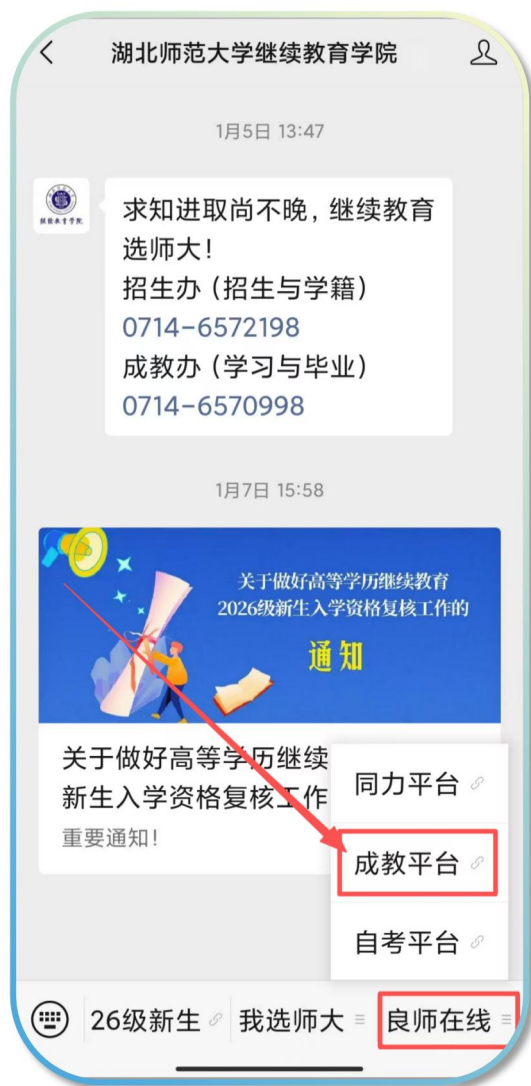 湖北师范大学继续教育学院
1月5日 13:47
继续教育学院
求知进取尚不晚，继续教育
选师大！
招生办（招生与学籍）
0714-6572198
成教办（学习与毕业）
0714-6570998
1月7日 15:58
关于做好高等学历继续教育
2026级新生入学资格复核工作的
通知
关于做好高等学历继续
新生入学资格复核工作
重要通知！
同力平台
成教平台
自考平台
26级新生
我选师大
良师在线